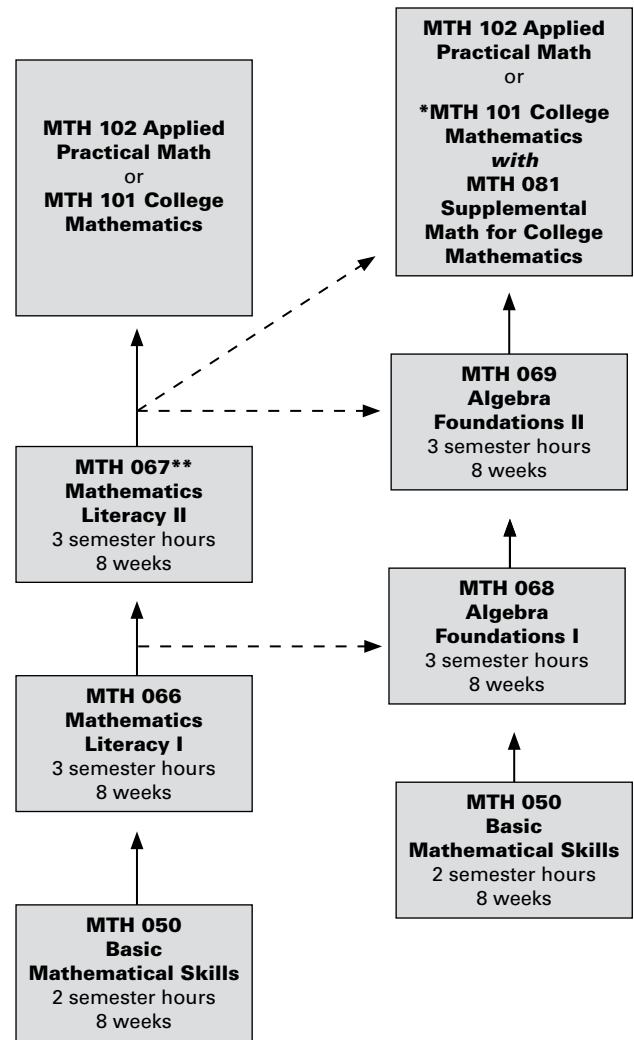 MTH 102 Applied
Practical Math
or
MTH 101 College
Mathematics
MTH 067**
Mathematics
Literacy II
3 semester hours
8 weeks
MTH 066
Mathematics
Literacy I
3 semester hours
8 weeks
MTH 050
Basic
Mathematical Skills
2 semester hours
8 weeks
MTH 102 Applied
Practical Math
or
*MTH 101 College
Mathematics
with
MTH 081
Supplemental
Math for College
Mathematics
MTH 069
Algebra
Foundations II
3 semester hours
8 weeks
MTH 068
Algebra
Foundations I
3 semester hours
8 weeks
MTH 050
Basic
Mathematical Skills
2 semester hours
8 weeks